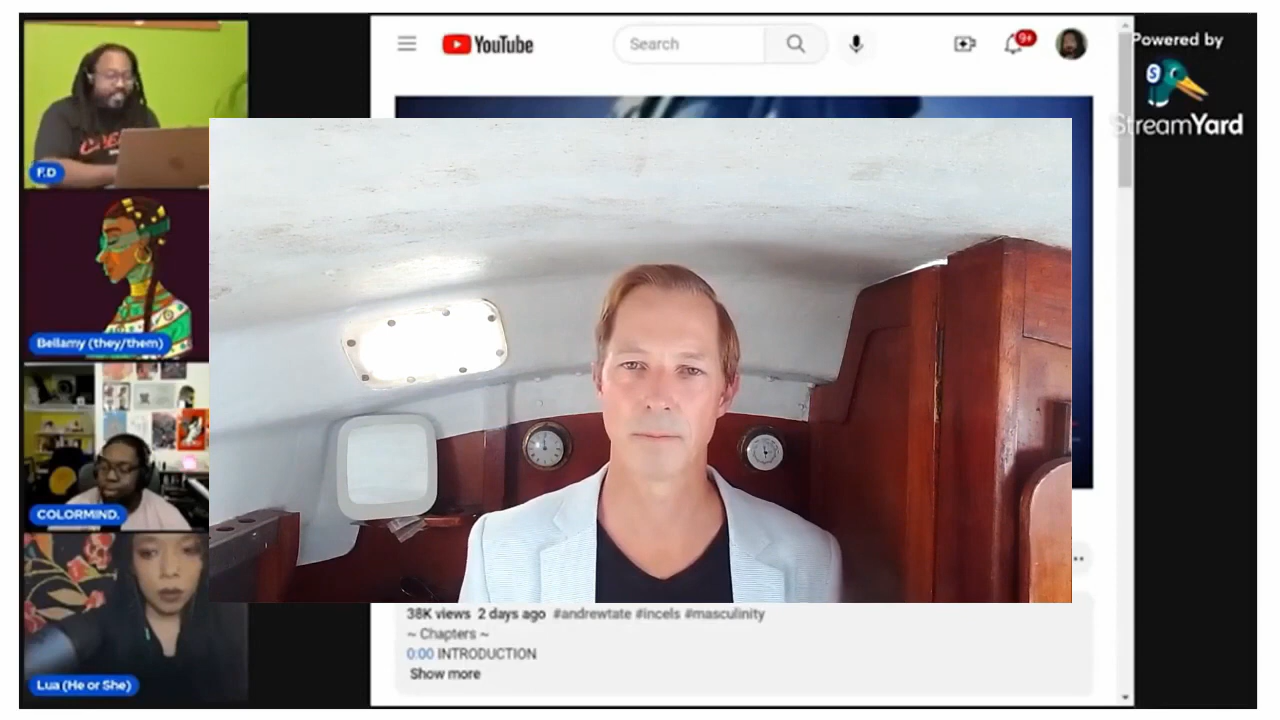 YouTube
Search
9+
Powered by
S
StreamYard
F.D
Bellamy (they/them)
COLORMIND.
Lua (He or She)
38K views 2 days ago #andrewtate #incels #masculinity
~ Chapters ~
0:00 INTRODUCTION
Show more